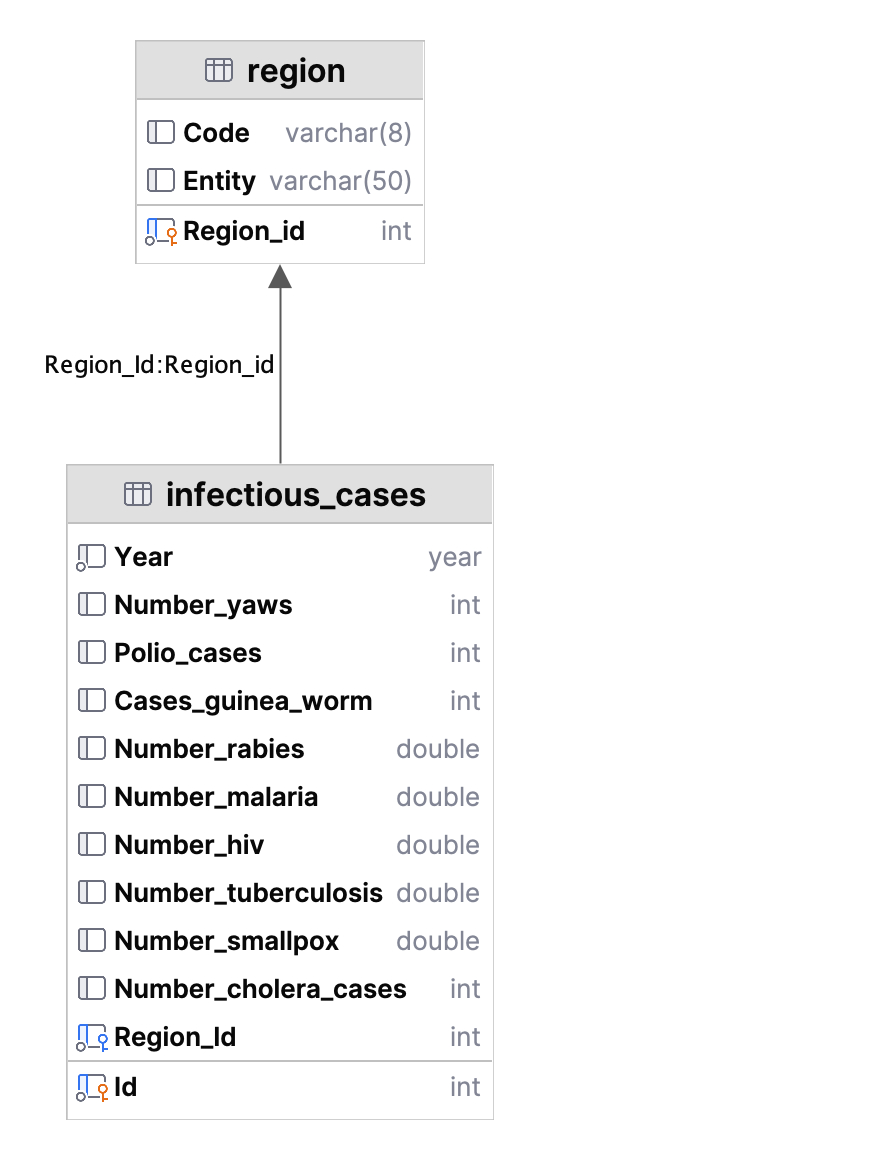 region
Code varchar(8)
Entity varchar(50)
Region_id int
Region_Id:Region_id
infectious_cases
Year year
Number_yaws int
Polio_cases int
Cases_guinea_worm int
Number_rabies double
Number_malaria double
Number_hiv double
Number_tuberculosis double
Number_smallpox double
Number_cholera_cases int
Region_Id int
Id int